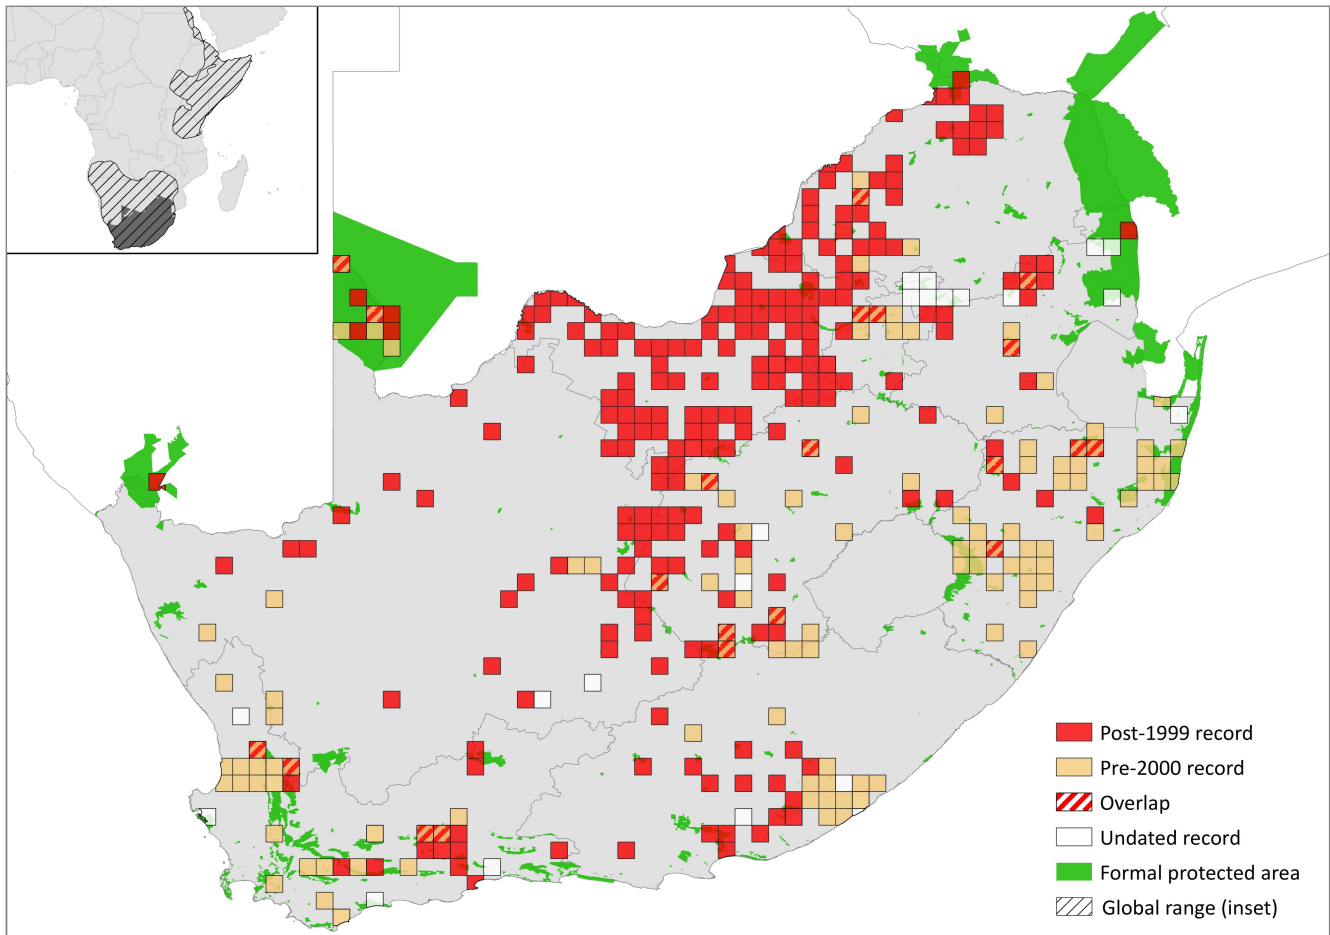 Post-1999 record
Pre-2000 record
Overlap
Undated record
Formal protected area
Global range (inset)